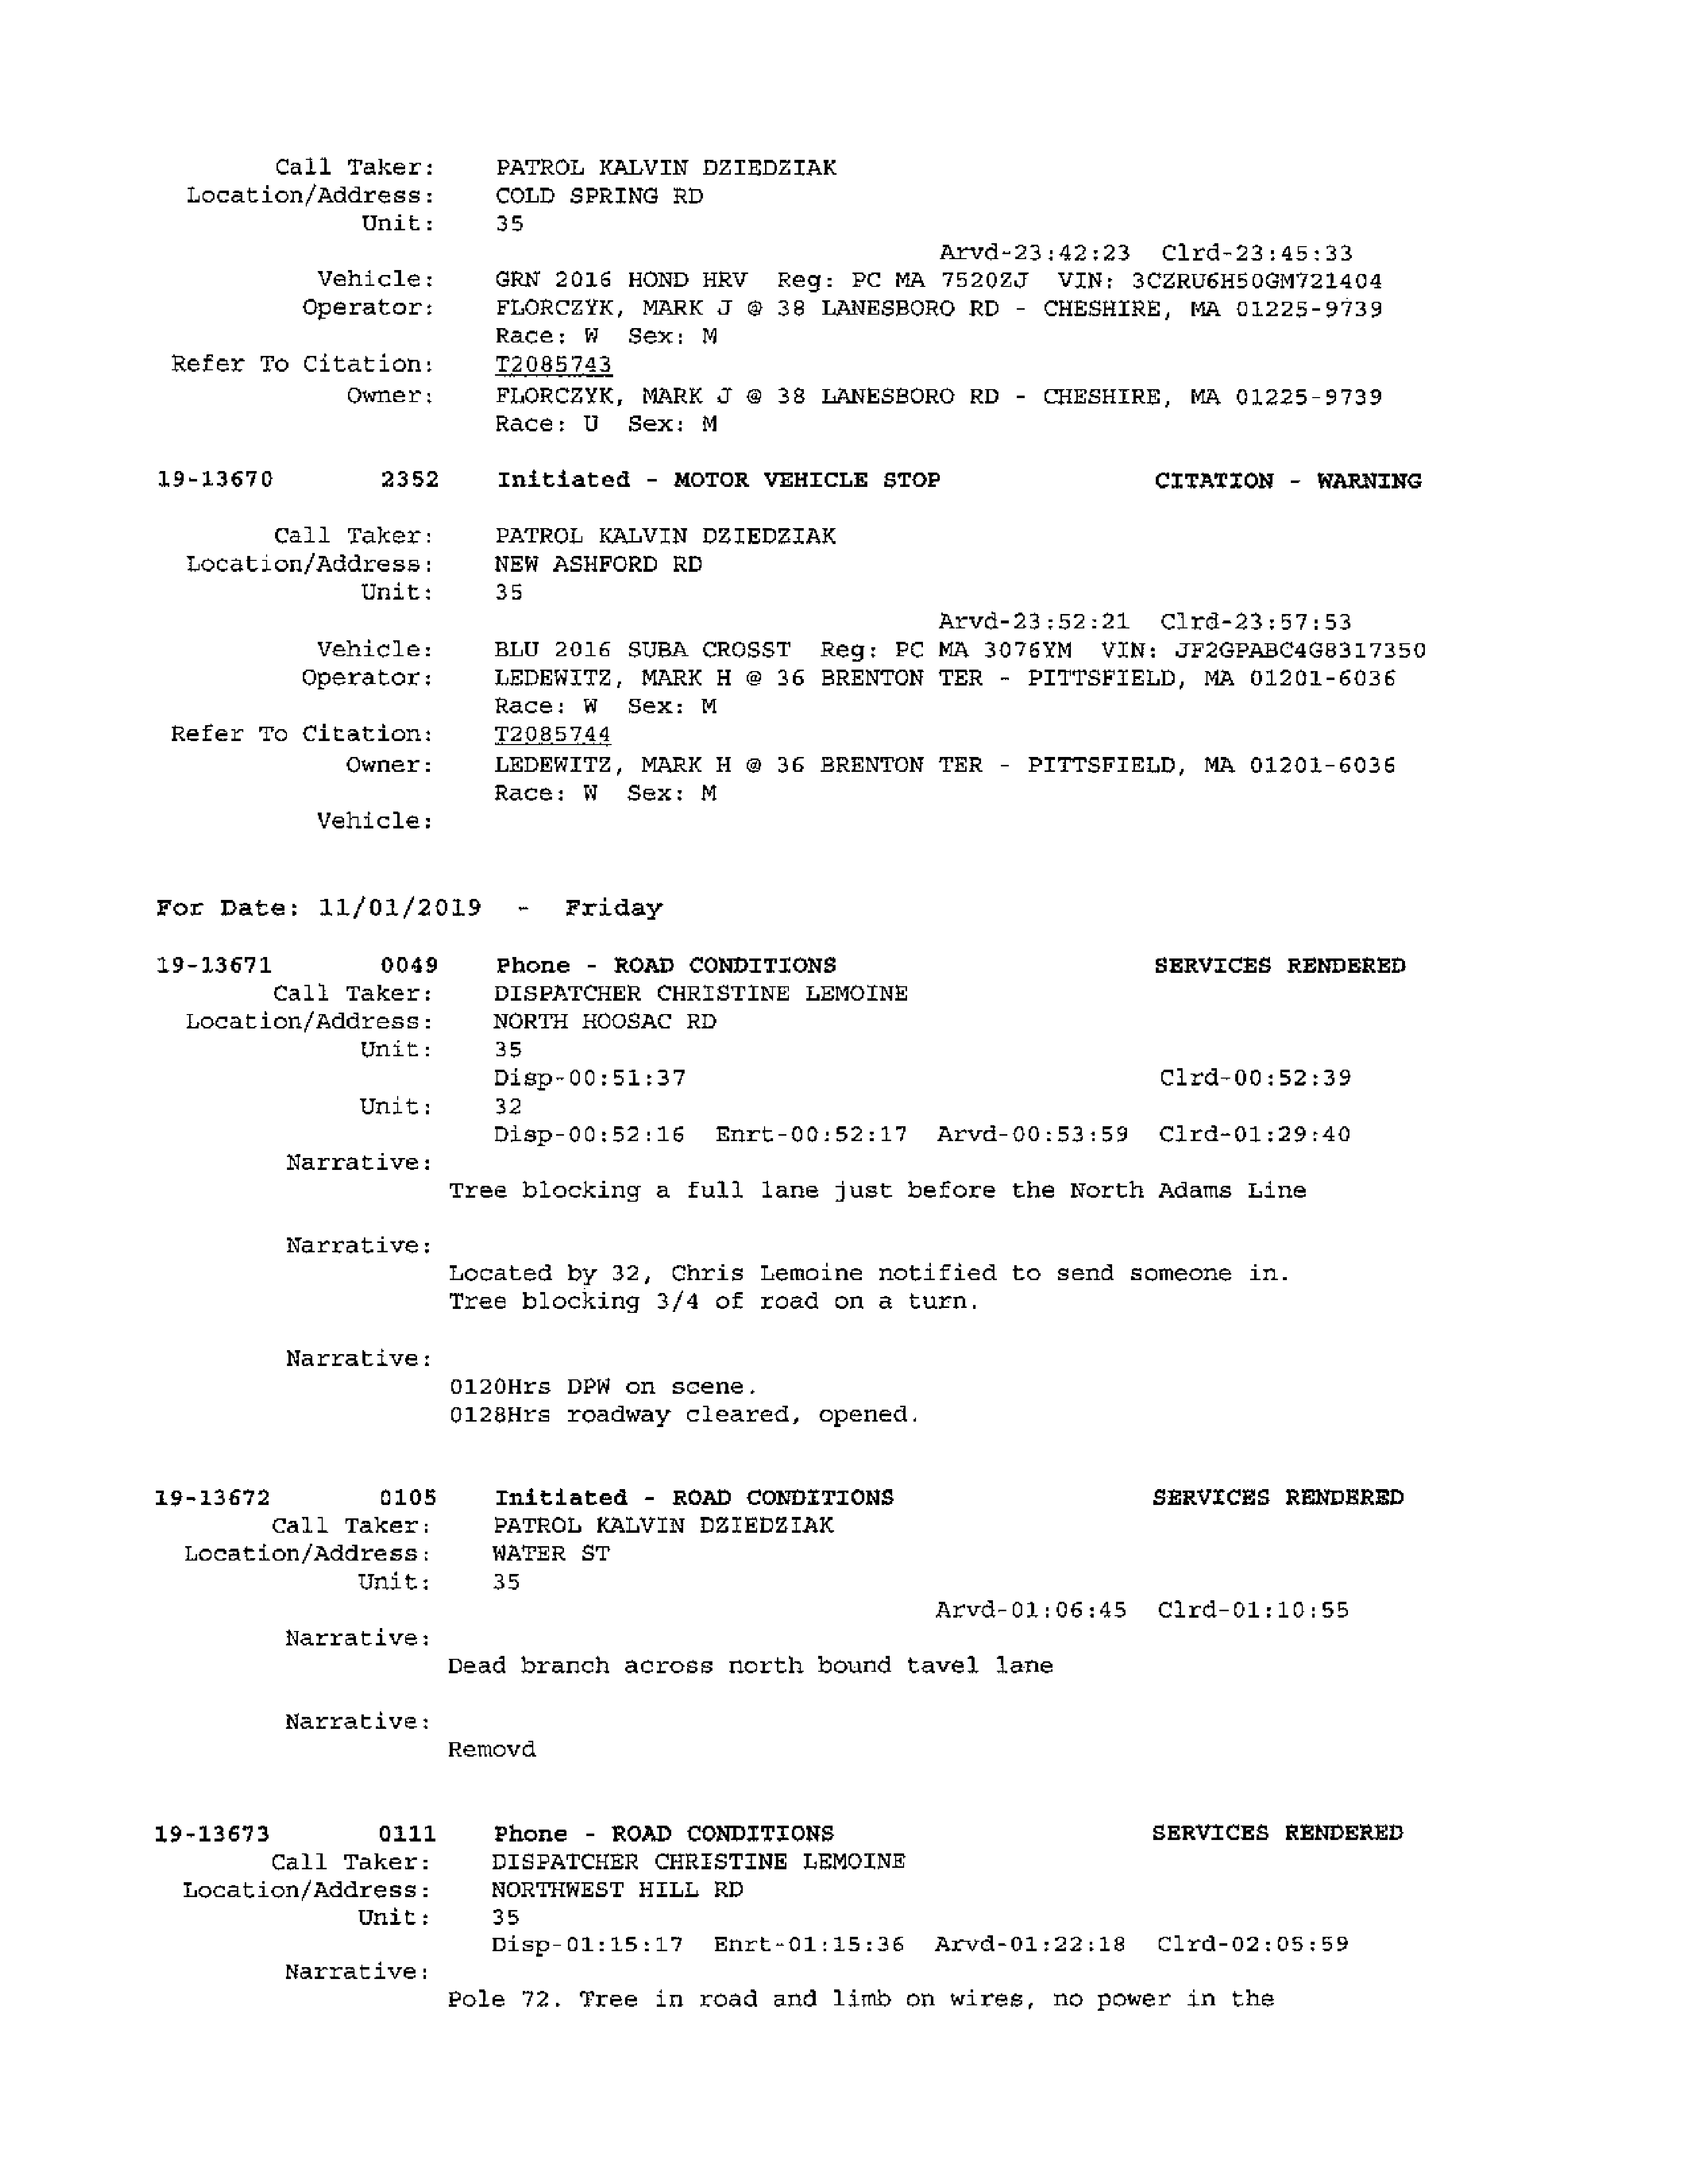 Call Taker: PATROL KALVIN DZIEDZIAK
Location/Address: COLD SPRING RD
Unit: 35
Arvd-23:42:23 Clrd-23:45:33
Vehicle: GRN 2016 HOND HRV Reg: PC MA 7520ZJ VIN: 3CZRU6H50GM721404
Operator: FLORCZYK, MARK J @ 38 LANESBORO RD - CHESHIRE, MA 01225-9739
Race: W Sex: M
Refer To Citation: T2085743
Owner: FLORCZYK, MARK J @ 38 LANESBORO RD - CHESHIRE, MA 01225-9739
Race: U Sex: M
19-13670 2352 Initiated - MOTOR VEHICLE STOP CITATION - WARNING
Call Taker: PATROL KALVIN DZIEDZIAK
Location/Address: NEW ASHFORD RD
Unit: 35
Arvd-23:52:21 Clrd-23:57:53
Vehicle: BLU 2016 SUBA CROSST Reg: PC MA 3076YM VIN: JF2GPABC4G8317350
Operator: LEDEWITZ, MARK H @ 36 BRENTON TER - PITTSFIELD, MA 01201-6036
Race: W Sex: M
Refer To Citation: T2085744
Owner: LEDEWITZ, MARK H @ 36 BRENTON TER - PITTSFIELD, MA 01201-6036
Race: W Sex: M
Vehicle:
For Date: 11/01/2019 - Friday
19-13671 0049 Phone - ROAD CONDITIONS SERVICES RENDERED
Call Taker: DISPATCHER CHRISTINE LEMOINE
Location/Address: NORTH HOOSAC RD
Unit: 35
Disp-00:51:37 Clrd-00:52:39
Unit: 32
Disp-00:52:16 Enrt-00:52:17 Arvd-00:53:59 Clrd-01:29:40
Narrative:
Tree blocking a full lane just before the North Adams Line
Narrative:
Located by 32, Chris Lemoine notified to send someone in.
Tree blocking 3/4 of road on a turn.
Narrative:
0120Hrs DPW on scene.
0128Hrs roadway cleared, opened.
19-13672 0105 Initiated - ROAD CONDITIONS SERVICES RENDERED
Call Taker: PATROL KALVIN DZIEDZIAK
Location/Address: WATER ST
Unit: 35
Arvd-01:06:45 Clrd-01:10:55
Narrative:
Dead branch across north bound tavel lane
Narrative:
Removd
19-13673 0111 Phone - ROAD CONDITIONS SERVICES RENDERED
Call Taker: DISPATCHER CHRISTINE LEMOINE
Location/Address: NORTHWEST HILL RD
Unit: 35
Disp-01:15:17 Enrt-01:15:36 Arvd-01:22:18 Clrd-02:05:59
Narrative:
Pole 72. Tree in road and limb on wires, no power in the